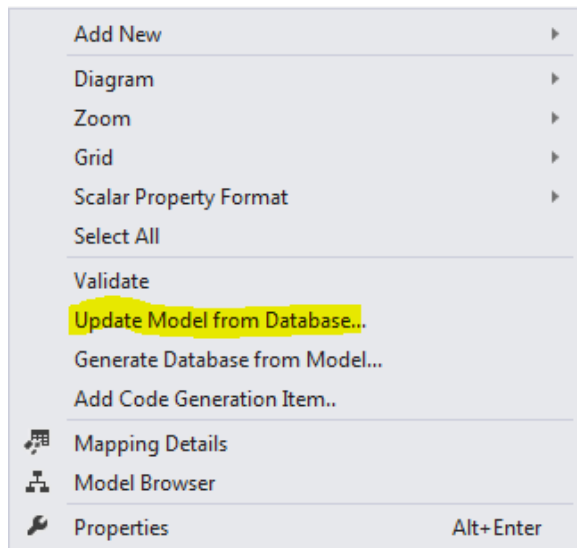 Add New
Diagram
Zoom
Grid
Scalar Property Format
Select All
Validate
Update Model from Database...
Generate Database from Model...
Add Code Generation Item..
Mapping Details
Model Browser
Properties Alt+Enter